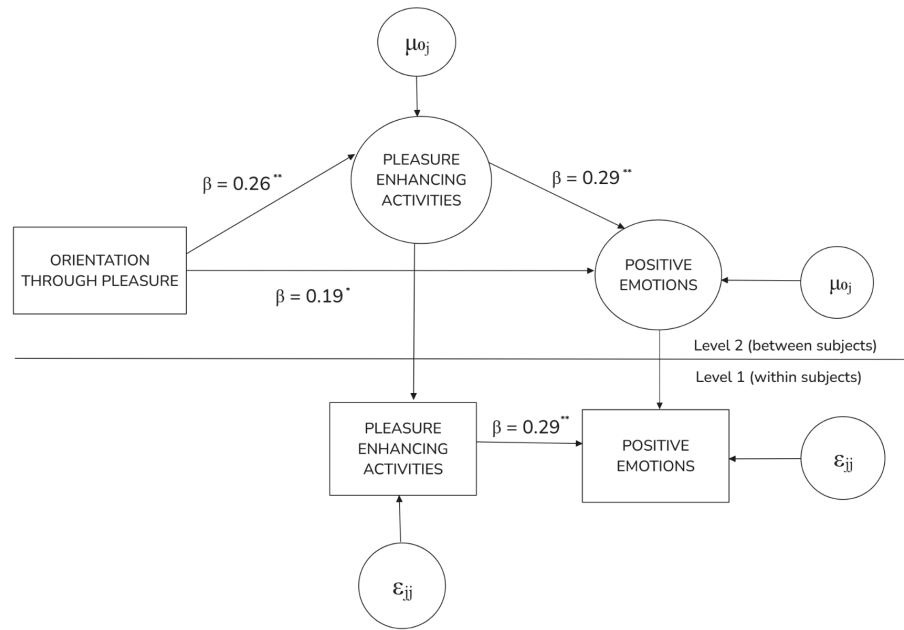 μ₀ⱼ
PLEASURE
ENHANCING
ACTIVITIES
β = 0.26**
β = 0.29**
ORIENTATION
THROUGH PLEASURE
POSITIVE
EMOTIONS
μ₀ⱼ
β = 0.19*
Level 2 (between subjects)
Level 1 (within subjects)
PLEASURE
ENHANCING
ACTIVITIES
β = 0.29**
POSITIVE
EMOTIONS
εjj
εjj